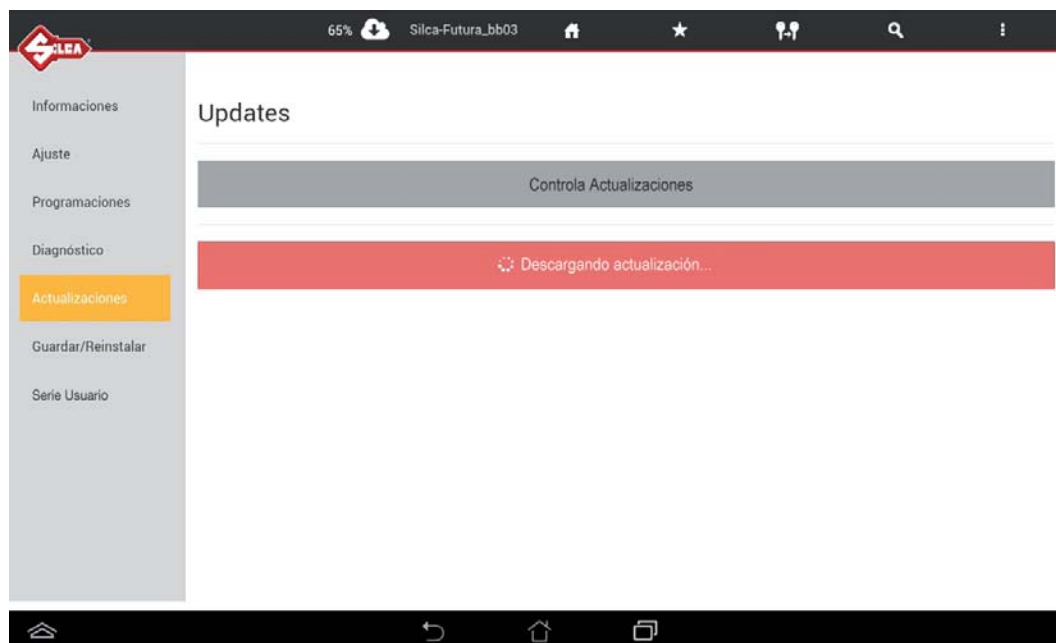 65%
Silca-Futura_bb03
SILCA
Informaciones
Ajuste
Programaciones
Diagnóstico
Actualizaciones
Guardar/Reinstalar
Serie Usuario
Updates
Controla Actualizaciones
Descargando actualización...